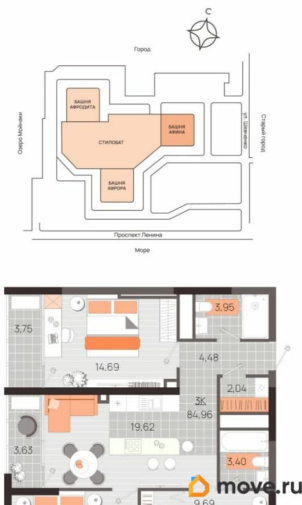 С
Город
БАШНЯ
АФРОДИТА
Озеро Мойнаки
СТИЛОБАТ
БАШНЯ
АФИНА
ул. Шевченко
Старый город
БАШНЯ
АВРОРА
Проспект Ленина
Море
3.75
14.69
3.95
4.48
3К
84.96
2.04
3.63
19.62
3.40
move.ru
9.69